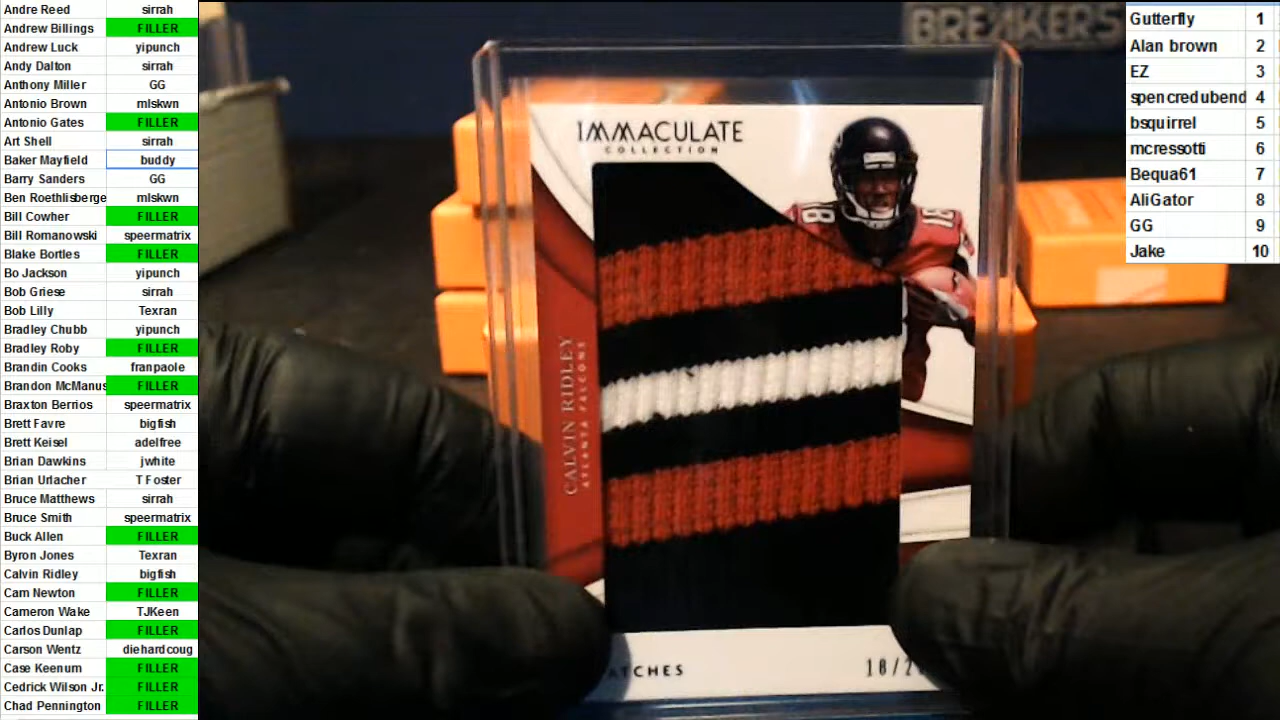 Andre Reed sirrah
Andrew Billings FILLER
Andrew Luck yipunch
Andy Dalton sirrah
Anthony Miller GG
Antonio Brown mlskwn
Antonio Gates FILLER
Art Shell sirrah
Baker Mayfield buddy
Barry Sanders GG
Ben Roethlisberge mlskwn
Bill Cowher FILLER
Bill Romanowski speermatrix
Blake Bortles FILLER
Bo Jackson yipunch
Bob Griese sirrah
Bob Lilly Texran
Bradley Chubb yipunch
Bradley Roby FILLER
Brandin Cooks franpaole
Brandon McManus FILLER
Braxton Berrios speermatrix
Brett Favre bigfish
Brett Keisel adelfree
Brian Dawkins jwhite
Brian Urlacher T Foster
Bruce Matthews sirrah
Bruce Smith speermatrix
Buck Allen FILLER
Byron Jones Texran
Calvin Ridley bigfish
Cam Newton FILLER
Cameron Wake TJKeen
Carlos Dunlap FILLER
Carson Wentz diehardcoug
Case Keenum FILLER
Cedrick Wilson Jr. FILLER
Chad Pennington FILLER
BREAKERS
IMMACULATE
COLLECTION
18
18
CALVIN RIDLEY
ATLANTA FALCONS
ATCHES
18/2
Gutterfly 1
Alan brown 2
EZ 3
spencredubend 4
bsquirrel 5
mcressotti 6
Bequa61 7
AliGator 8
GG 9
Jake 10